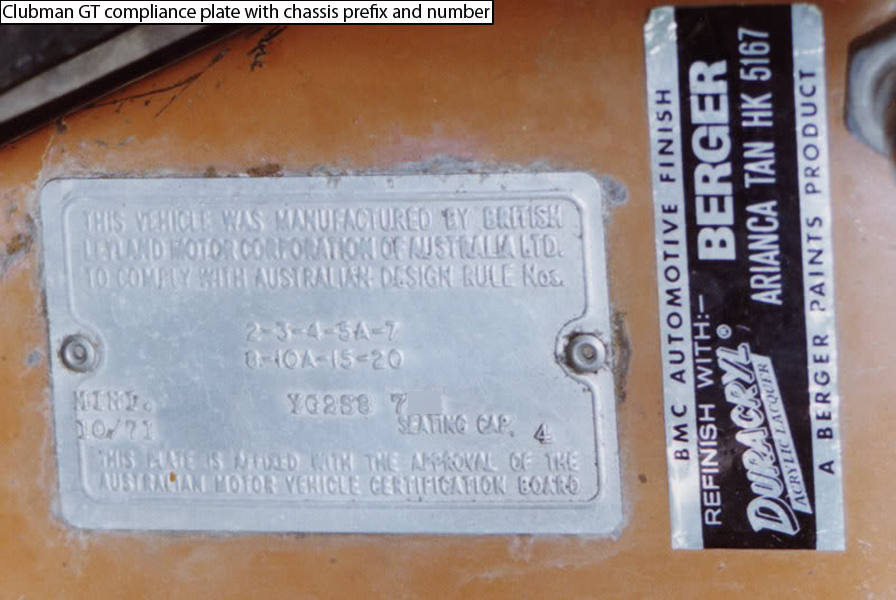 Clubman GT compliance plate with chassis prefix and number
THIS VEHICLE WAS MANUFACTURED BY BRITISH
LEYLAND MOTOR CORPORATION OF AUSTRALIA LTD.
TO COMPLY WITH AUSTRALIAN DESIGN RULE Nos.
2-3-4-5A-7
8-10A-15-20
MINI.
YG2S8 7
10/71
SEATING CAP. 4
THIS PLATE IS AFFIXED WITH THE APPROVAL OF THE
AUSTRALIAN MOTOR VEHICLE CERTIFICATION BOARD
BMC AUTOMOTIVE FINISH
REFINISH WITH:- BERGER
DURACRYL® ARIANCA TAN HK 5167
ACRYLIC LACQUER
A BERGER PAINTS PRODUCT